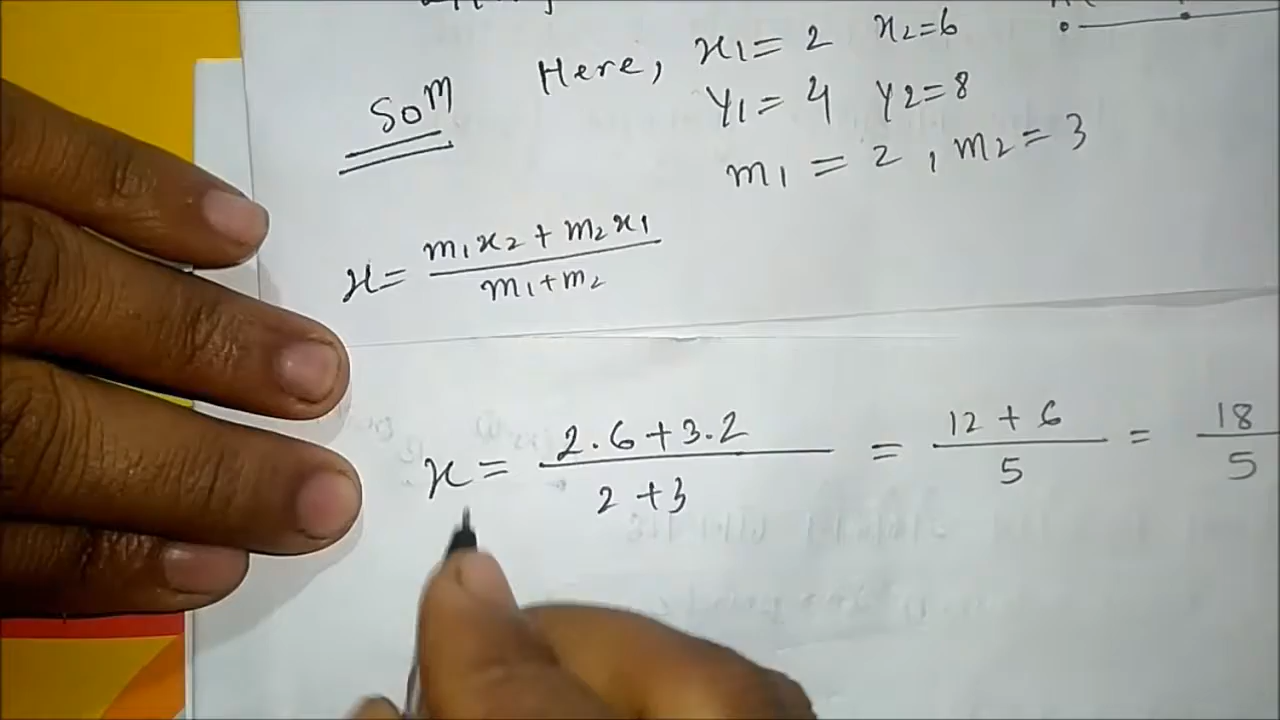 Here, x1 = 2 x2=6
Som
y1 = 4 y2=8
m1 = 2 , m2 = 3
x = m1x2 + m2x1 / m1+m2
x = 2.6+3.2 / 2+3 = 12+6 / 5 = 18 / 5